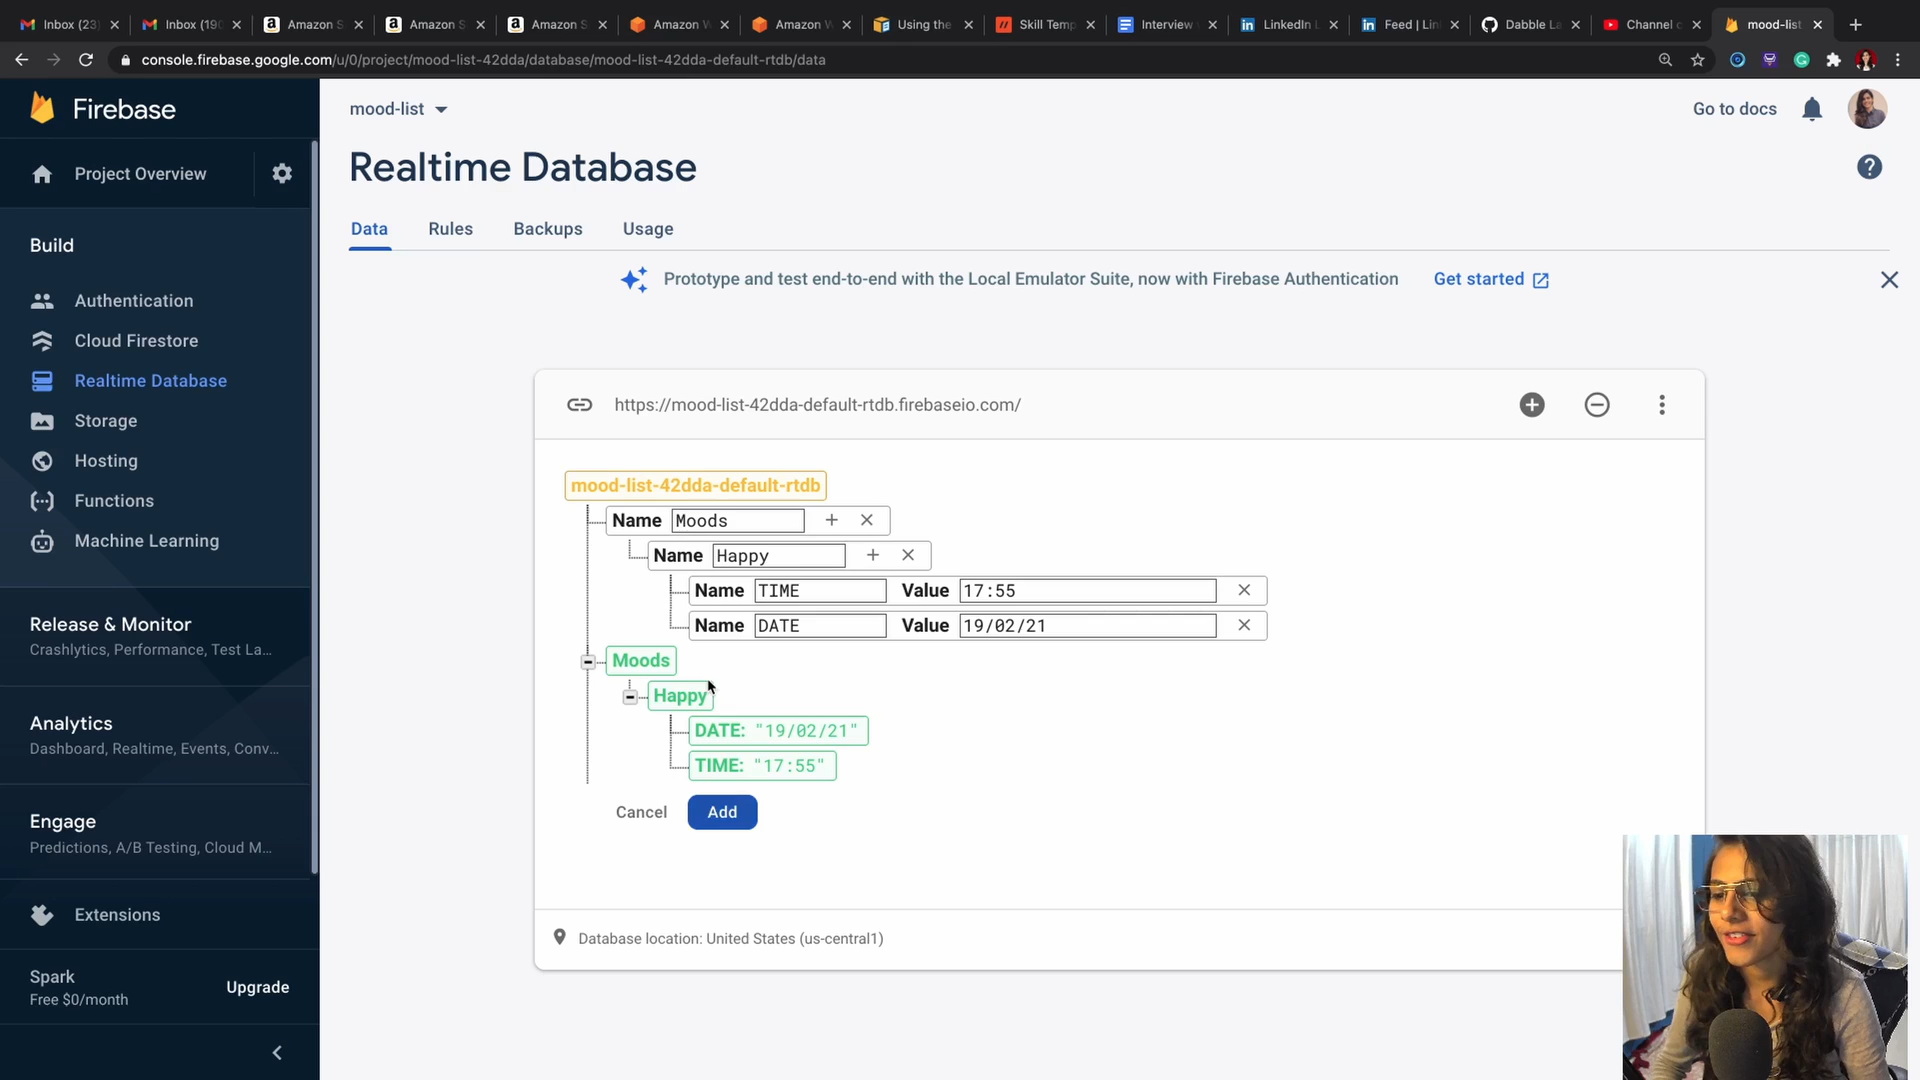 Inbox (23
Inbox (190
Amazon S
Amazon S
Amazon S
Amazon W
Amazon W
Using the
Skill Temp
Interview
LinkedIn L
Feed | Lin
Dabble La
Channel c
mood-list
console.firebase.google.com/u/0/project/mood-list-42dda/database/mood-list-42dda-default-rtdb/data
Firebase
mood-list
Go to docs
Project Overview
Realtime Database
Build
Data Rules Backups Usage
Prototype and test end-to-end with the Local Emulator Suite, now with Firebase Authentication Get started
Authentication
Cloud Firestore
Realtime Database
Storage
Hosting
Functions
Machine Learning
Release & Monitor
Crashlytics, Performance, Test La...
Analytics
Dashboard, Realtime, Events, Conv...
Engage
Predictions, A/B Testing, Cloud M...
Extensions
Spark
Free $0/month
Upgrade
https://mood-list-42dda-default-rtdb.firebaseio.com/
mood-list-42dda-default-rtdb
Name Moods
Name Happy
Name TIME Value 17:55
Name DATE Value 19/02/21
Moods
Happy
DATE: "19/02/21"
TIME: "17:55"
Cancel Add
Database location: United States (us-central1)